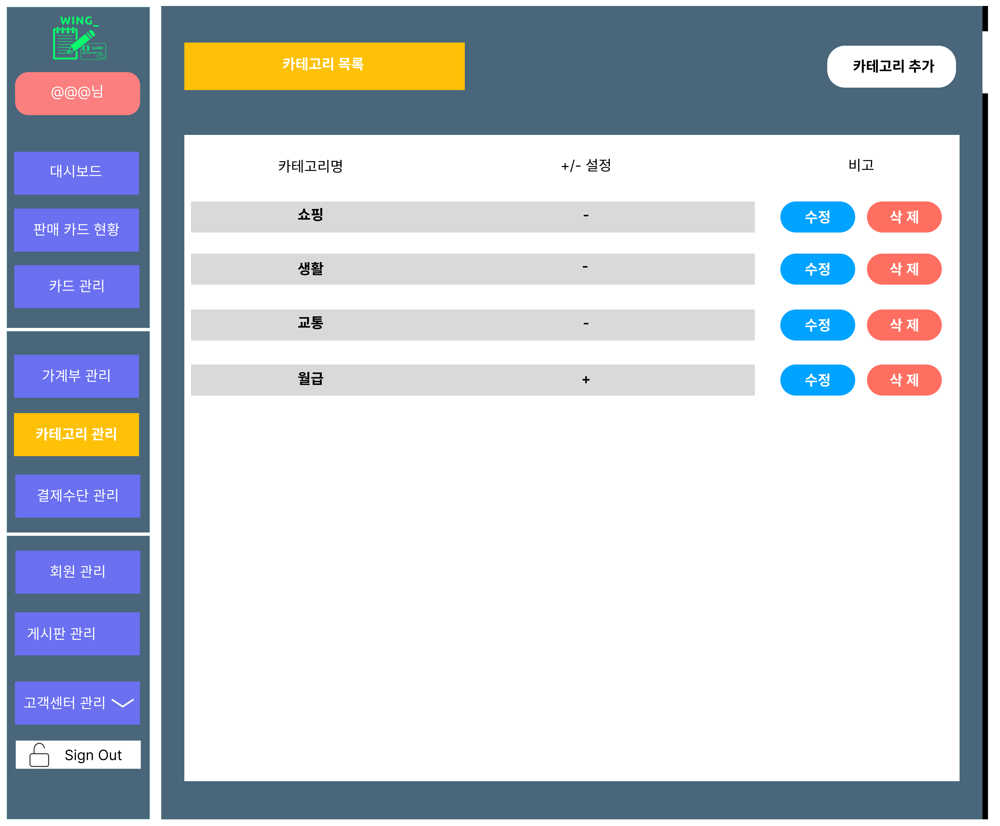 WING_
CARD
@@@님
대시보드
판매 카드 현황
카드 관리
가계부 관리
카테고리 관리
결제수단 관리
회원 관리
게시판 관리
고객센터 관리
Sign Out
카테고리 목록
카테고리 추가
카테고리명 +/- 설정 비고
쇼핑 - 수정 삭 제
생활 - 수정 삭 제
교통 - 수정 삭 제
월급 + 수정 삭 제